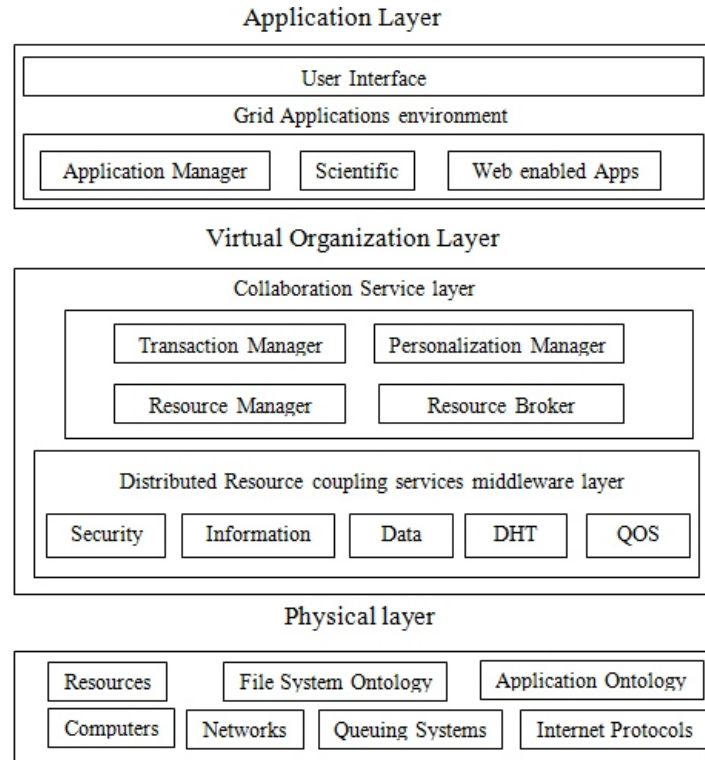 Application Layer
User Interface
Grid Applications environment
Application Manager
Scientific
Web enabled Apps
Virtual Organization Layer
Collaboration Service layer
Transaction Manager
Personalization Manager
Resource Manager
Resource Broker
Distributed Resource coupling services middleware layer
Security
Information
Data
DHT
QOS
Physical layer
Resources
File System Ontology
Application Ontology
Computers
Networks
Queuing Systems
Internet Protocols